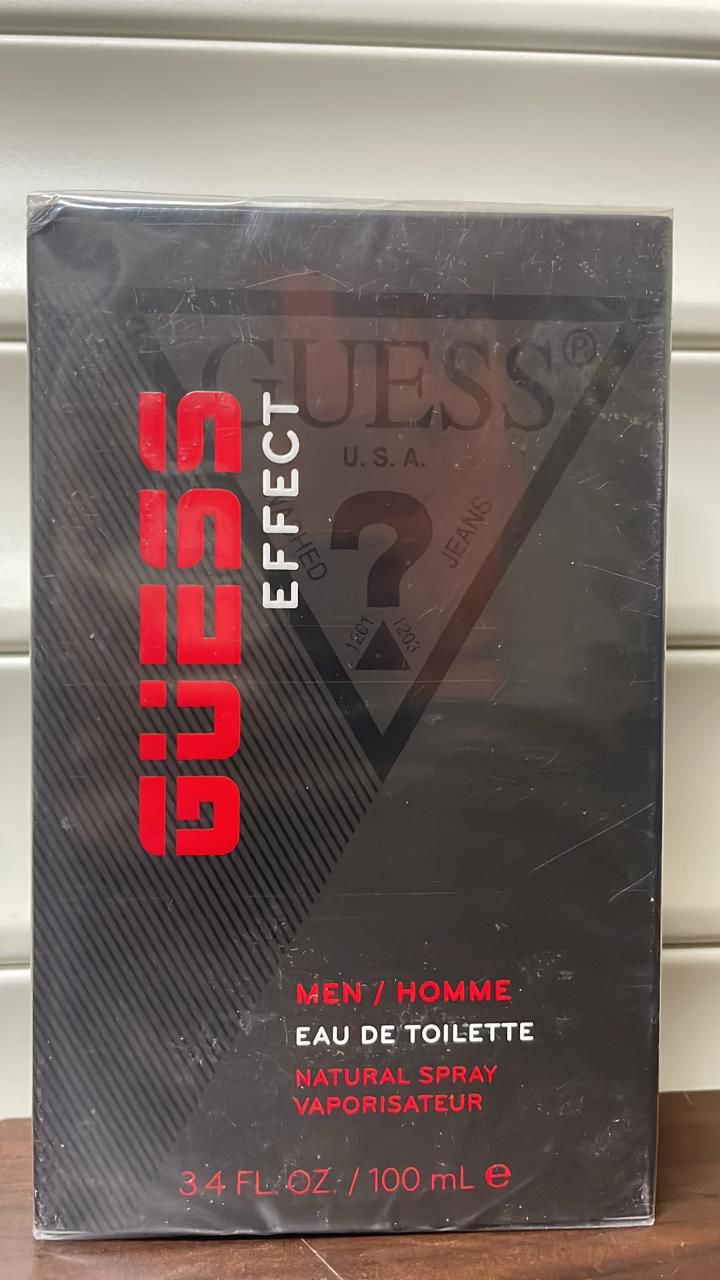 GUESS®
U.S.A.
WASHED
?
JEANS
1201
1203
GUESS
EFFECT
MEN / HOMME
EAU DE TOILETTE
NATURAL SPRAY
VAPORISATEUR
3.4 FL. OZ. / 100 mL e